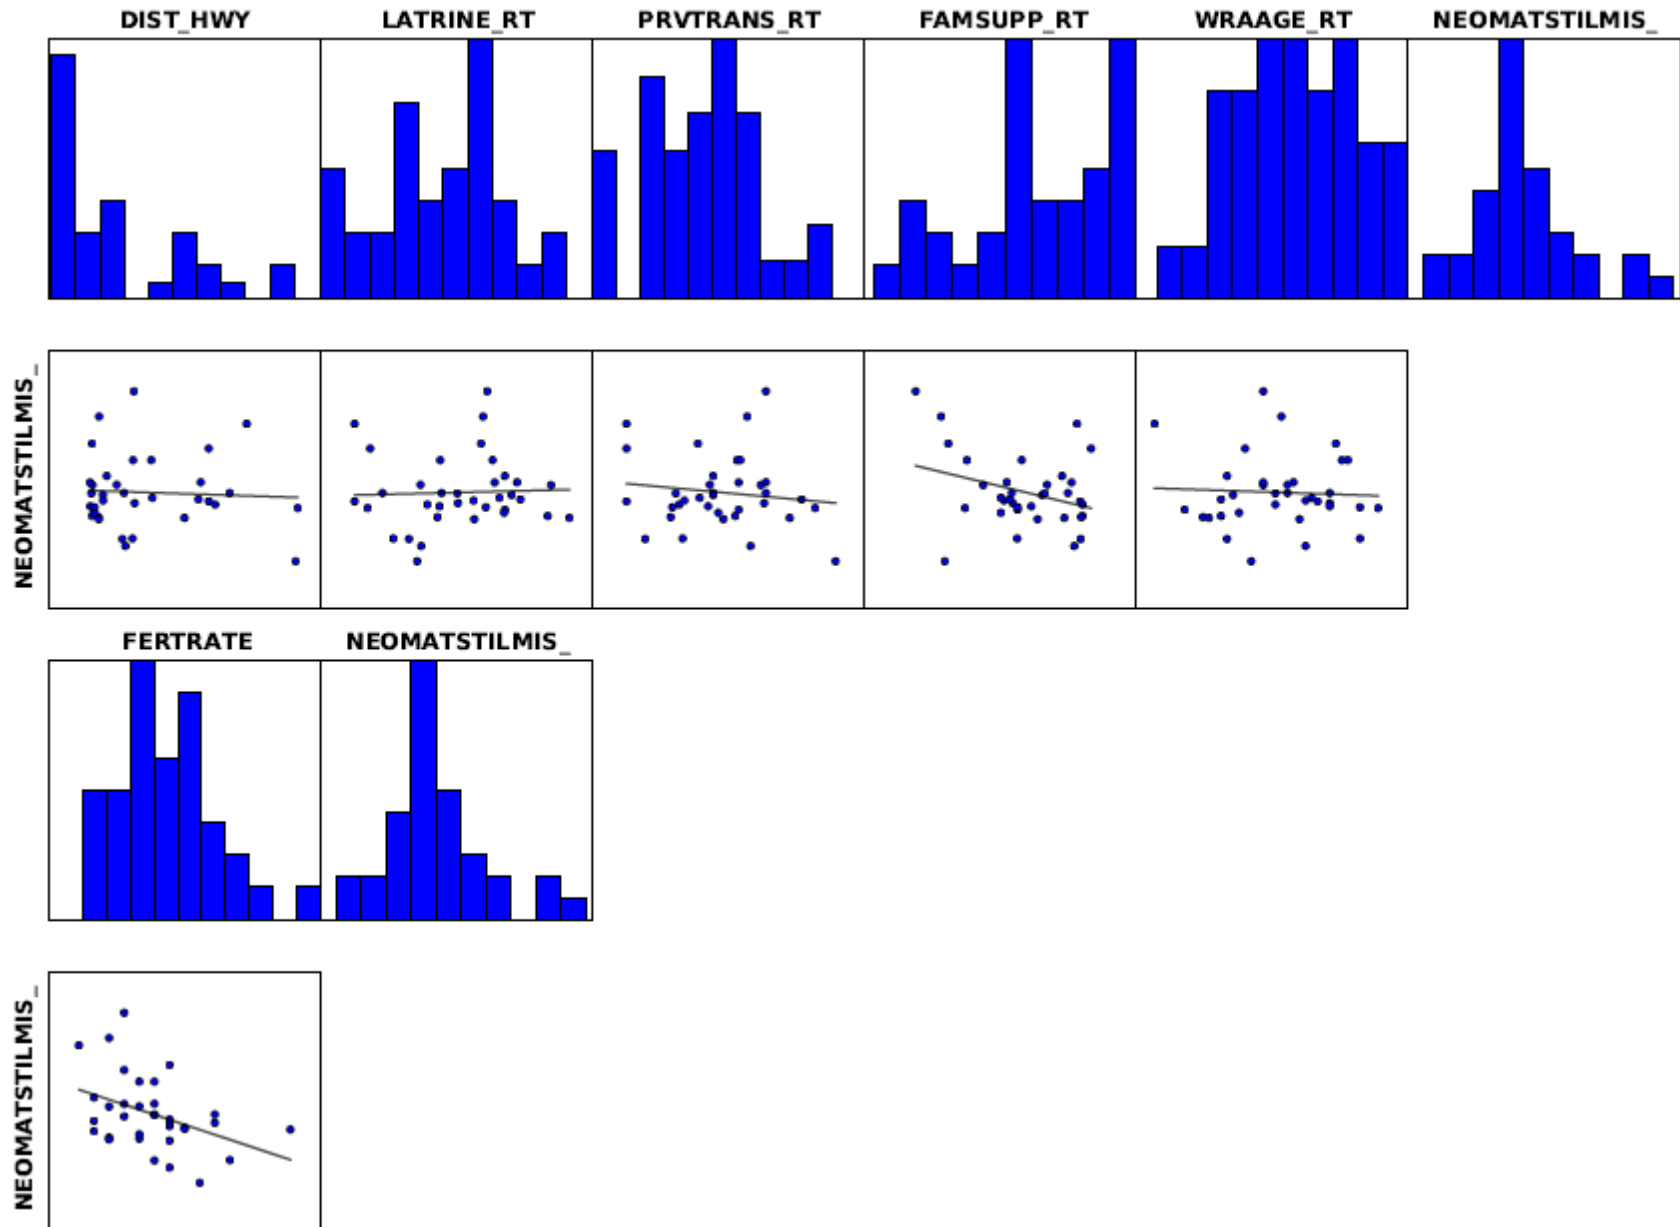 DIST_HWY LATRINE_RT PRVTRANS_RT FAMSUPP_RT WRAAGE_RT NEOMATSTILMIS_
NEOMATSTILMIS_
FERTRATE NEOMATSTILMIS_
NEOMATSTILMIS_